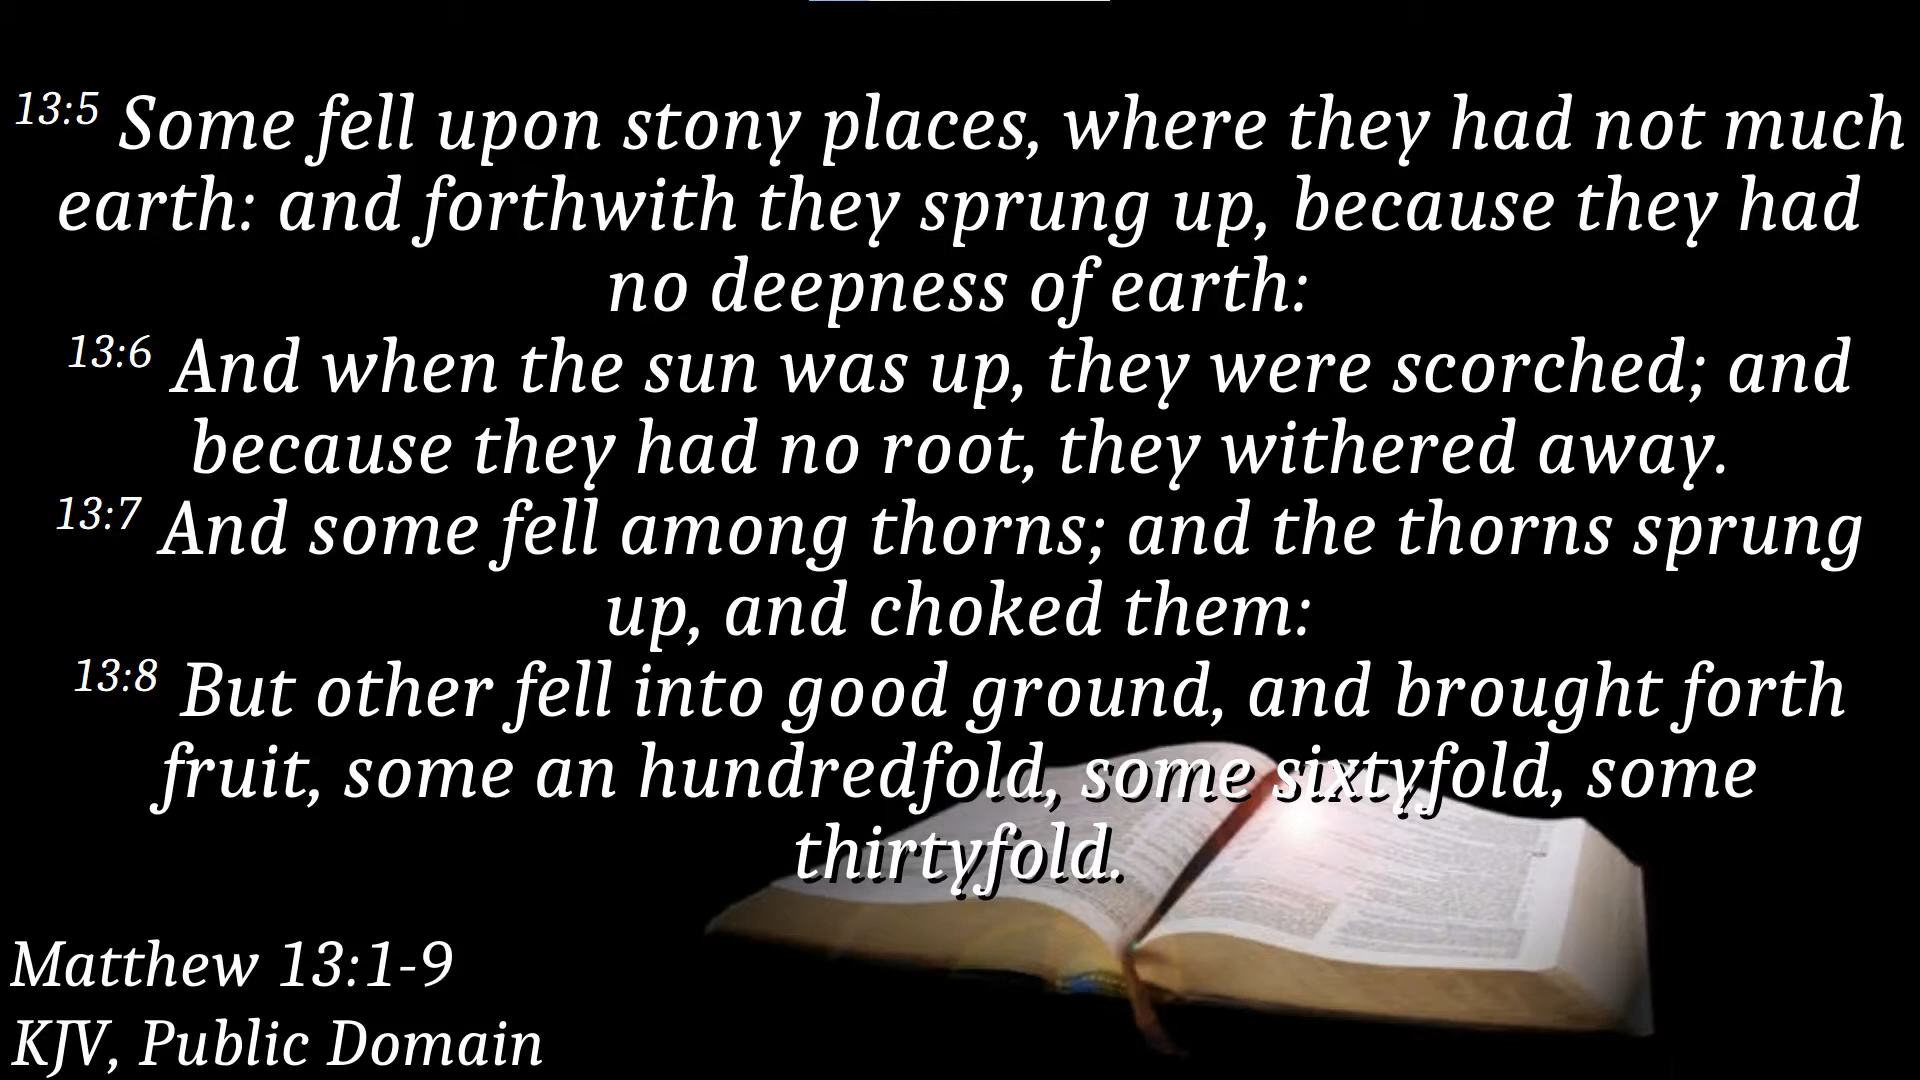 13:5 Some fell upon stony places, where they had not much
earth: and forthwith they sprung up, because they had
no deepness of earth:
13:6 And when the sun was up, they were scorched; and
because they had no root, they withered away.
13:7 And some fell among thorns; and the thorns sprung
up, and choked them:
13:8 But other fell into good ground, and brought forth
fruit, some an hundredfold, some sixtyfold, some
thirtyfold.
Matthew 13:1-9
KJV, Public Domain